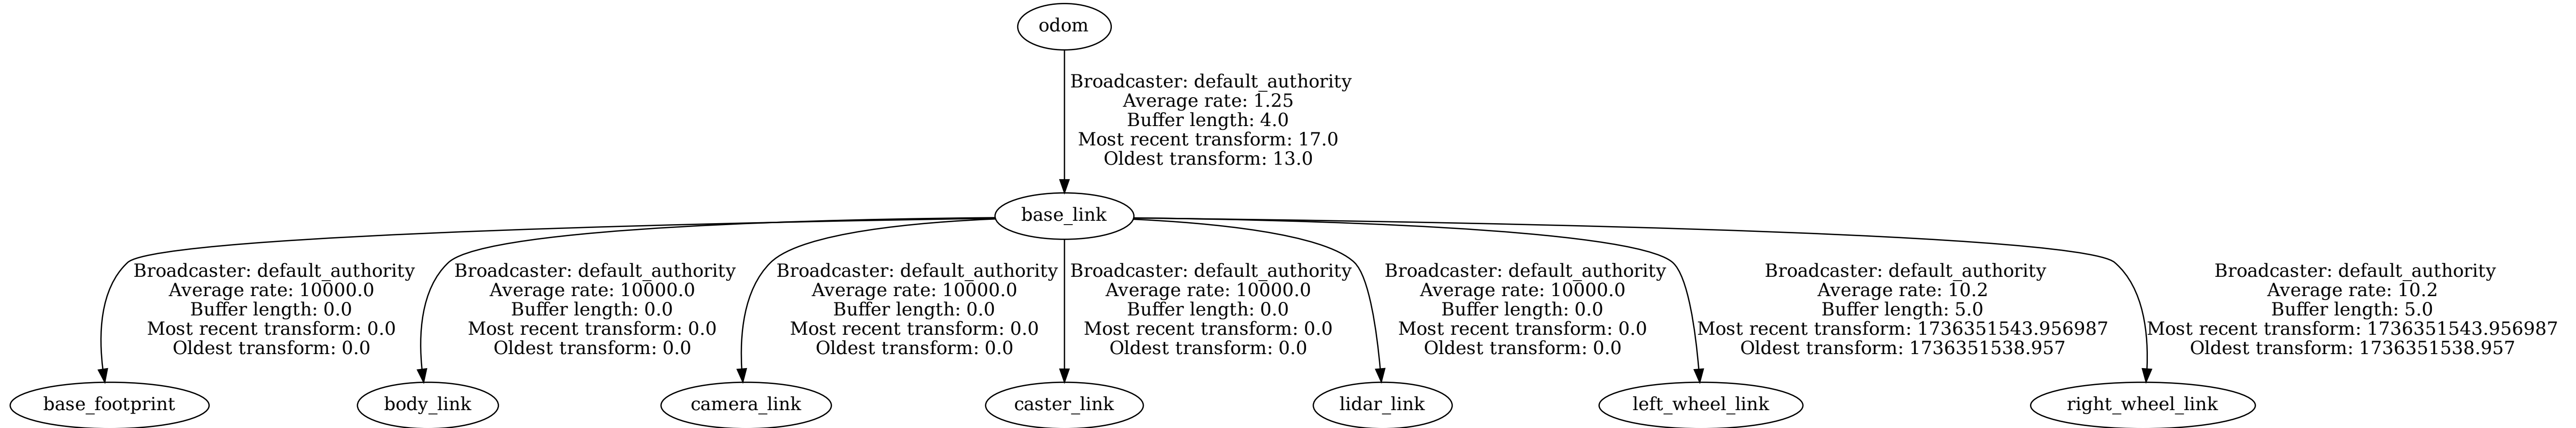 odom
Broadcaster: default_authority
Average rate: 1.25
Buffer length: 4.0
Most recent transform: 17.0
Oldest transform: 13.0
base_link
Broadcaster: default_authority
Average rate: 10000.0
Buffer length: 0.0
Most recent transform: 0.0
Oldest transform: 0.0
Broadcaster: default_authority
Average rate: 10000.0
Buffer length: 0.0
Most recent transform: 0.0
Oldest transform: 0.0
Broadcaster: default_authority
Average rate: 10000.0
Buffer length: 0.0
Most recent transform: 0.0
Oldest transform: 0.0
Broadcaster: default_authority
Average rate: 10000.0
Buffer length: 0.0
Most recent transform: 0.0
Oldest transform: 0.0
Broadcaster: default_authority
Average rate: 10000.0
Buffer length: 0.0
Most recent transform: 0.0
Oldest transform: 0.0
Broadcaster: default_authority
Average rate: 10.2
Buffer length: 5.0
Most recent transform: 1736351543.956987
Oldest transform: 1736351538.957
Broadcaster: default_authority
Average rate: 10.2
Buffer length: 5.0
Most recent transform: 1736351543.956987
Oldest transform: 1736351538.957
base_footprint
body_link
camera_link
caster_link
lidar_link
left_wheel_link
right_wheel_link